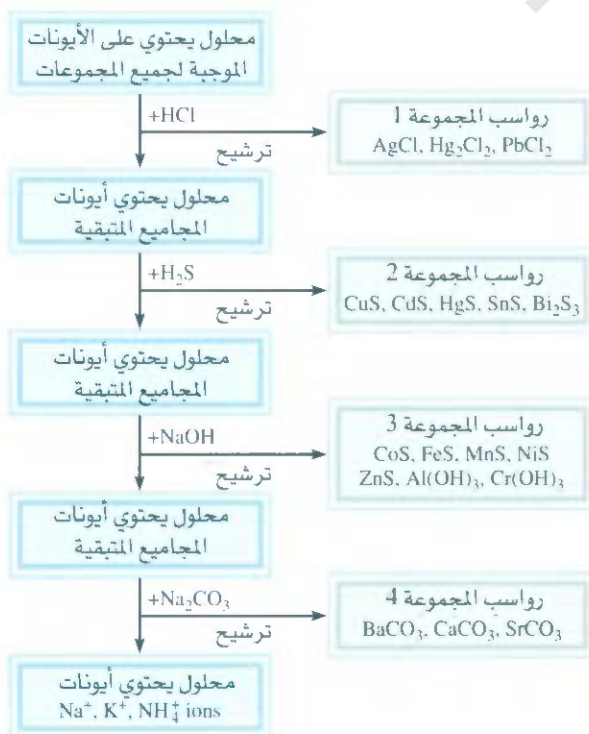 محلول يحتوي على الأيونات
الموجبة لجميع المجموعات
+HCl
ترشيح
رواسب المجموعة 1
AgCl, Hg₂Cl₂, PbCl₂
محلول يحتوي أيونات
المجاميع المتبقية
+H₂S
ترشيح
رواسب المجموعة 2
CuS, CdS, HgS, SnS, Bi₂S₃
محلول يحتوي أيونات
المجاميع المتبقية
+NaOH
ترشيح
رواسب المجموعة 3
CoS, FeS, MnS, NiS
ZnS, Al(OH)₃, Cr(OH)₃
محلول يحتوي أيونات
المجاميع المتبقية
+Na₂CO₃
ترشيح
رواسب المجموعة 4
BaCO₃, CaCO₃, SrCO₃
محلول يحتوي أيونات
Na⁺, K⁺, NH₄⁺ ions